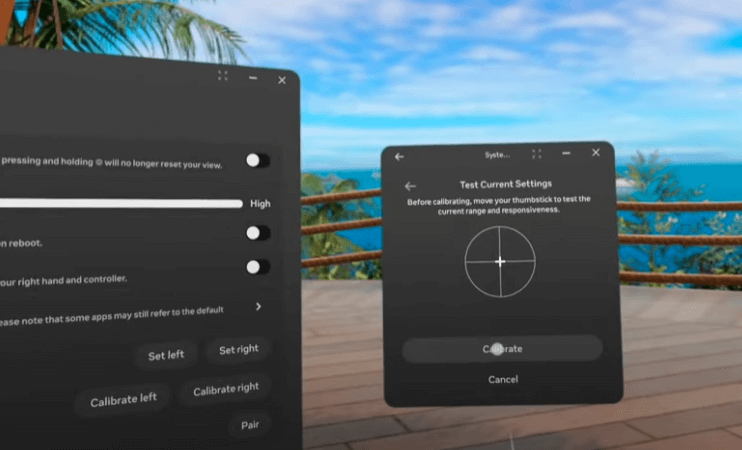 pressing and holding will no longer reset your view.
High
n reboot.
our right hand and controller.
ease note that some apps may still refer to the default
Set left
Set right
Calibrate left
Calibrate right
Pair
Syste...
Test Current Settings
Before calibrating, move your thumbstick to test the
current range and responsiveness.
Calibrate
Cancel